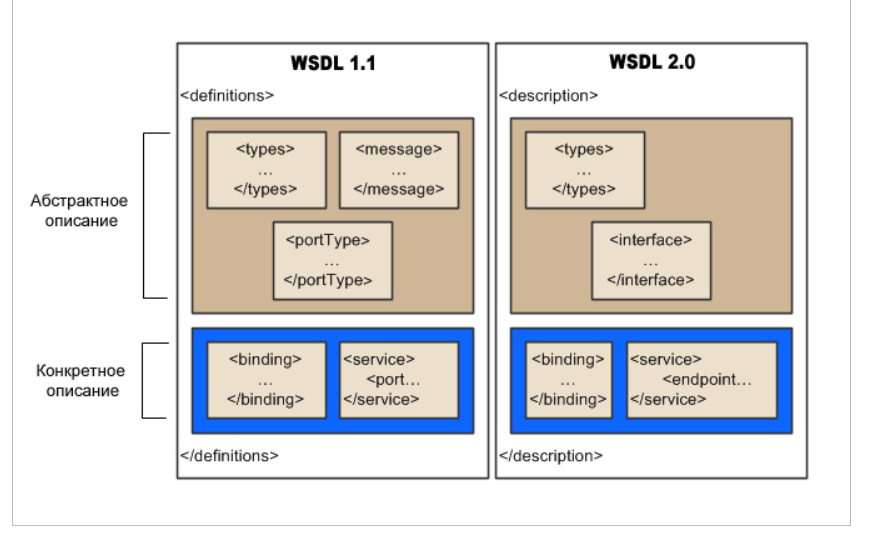 WSDL 1.1
<definitions>
<types>
...
</types>
<message>
...
</message>
<portType>
...
</portType>
Абстрактное
описание
<binding>
...
</binding>
<service>
<port...
</service>
Конкретное
описание
</definitions>
WSDL 2.0
<description>
<types>
...
</types>
<interface>
...
</interface>
<binding>
...
</binding>
<service>
<endpoint...
</service>
</description>